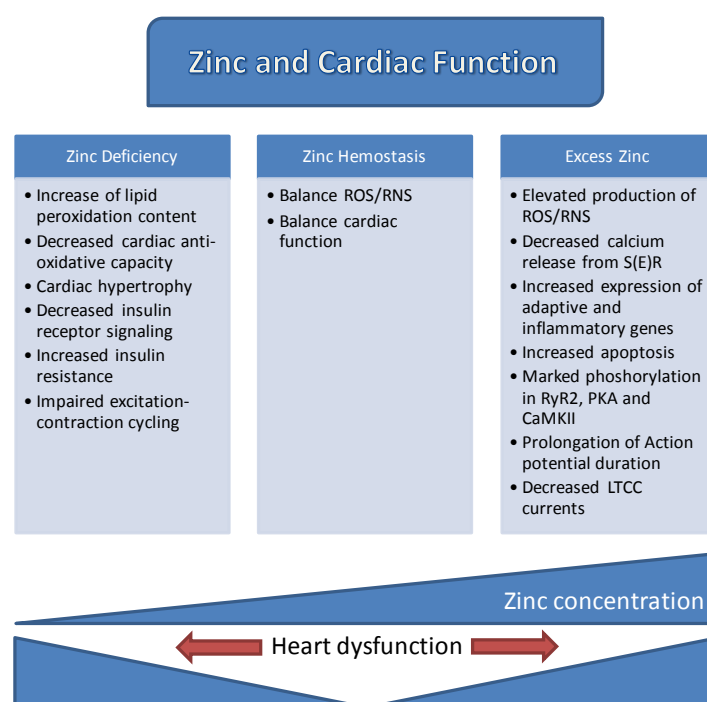 Zinc and Cardiac Function
Zinc Deficiency
• Increase of lipid
peroxidation content
• Decreased cardiac anti-
oxidative capacity
• Cardiac hypertrophy
• Decreased insulin
receptor signaling
• Increased insulin
resistance
• Impaired excitation-
contraction cycling
Zinc Hemostasis
• Balance ROS/RNS
• Balance cardiac
function
Excess Zinc
• Elevated production of
ROS/RNS
• Decreased calcium
release from S(E)R
• Increased expression of
adaptive and
inflammatory genes
• Increased apoptosis
• Marked phoshorylation
in RyR2, PKA and
CaMKII
• Prolongation of Action
potential duration
• Decreased LTCC
currents
Zinc concentration
Heart dysfunction